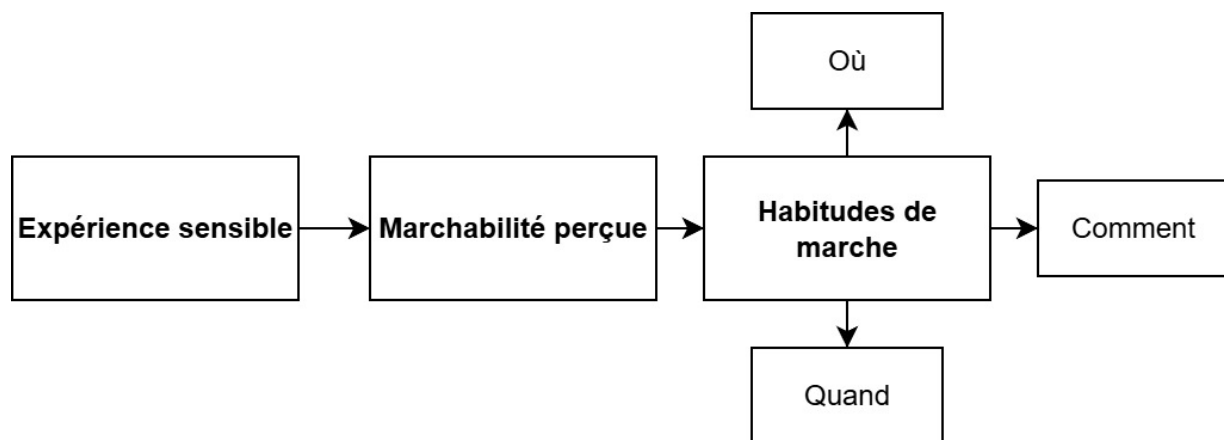 Où
Expérience sensible
Marchabilité perçue
Habitudes de
marche
Comment
Quand